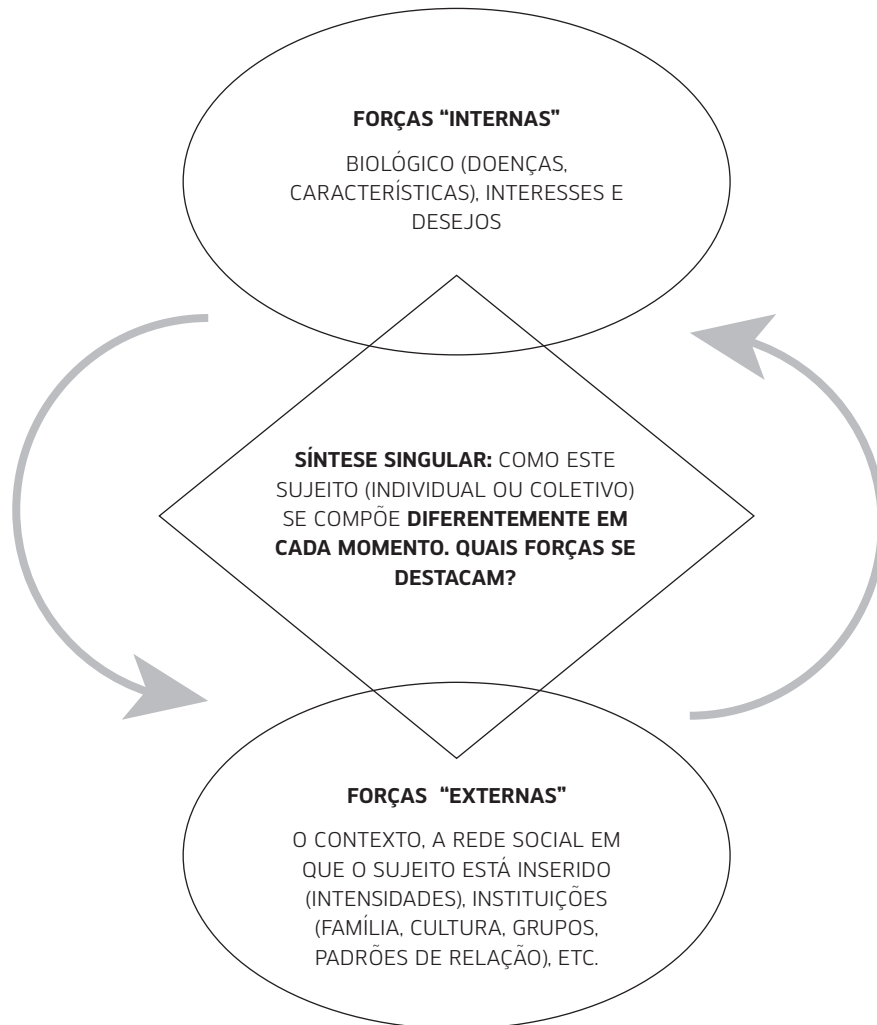 FORÇAS “INTERNAS”
BIOLÓGICO (DOENÇAS,
CARACTERÍSTICAS), INTERESSES E
DESEJOS
SÍNTESE SINGULAR: COMO ESTE
SUJEITO (INDIVIDUAL OU COLETIVO)
SE COMPÕE DIFERENTEMENTE EM
CADA MOMENTO. QUAIS FORÇAS SE
DESTACAM?
FORÇAS “EXTERNAS”
O CONTEXTO, A REDE SOCIAL EM
QUE O SUJEITO ESTÁ INSERIDO
(INTENSIDADES), INSTITUIÇÕES
(FAMÍLIA, CULTURA, GRUPOS,
PADRÕES DE RELAÇÃO), ETC.